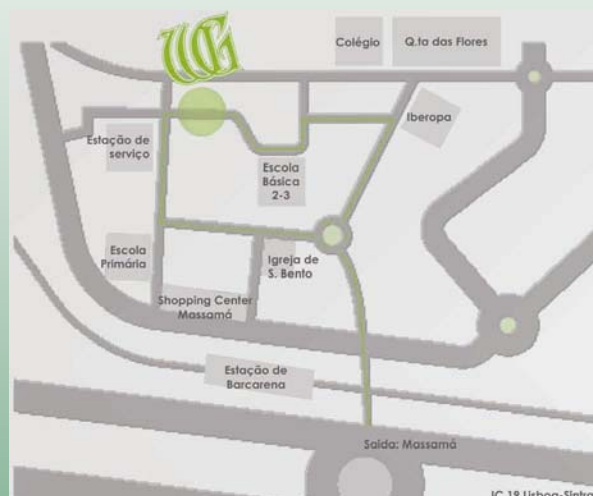 Colégio
Q.ta das Flores
Iberopa
Estação de
serviço
Escola
Básica
2-3
Escola
Primária
Igreja de
S. Bento
Shopping Center
Massamá
Estação de
Barcarena
Saída: Massamá
IC 19 Lisboa-Sintra